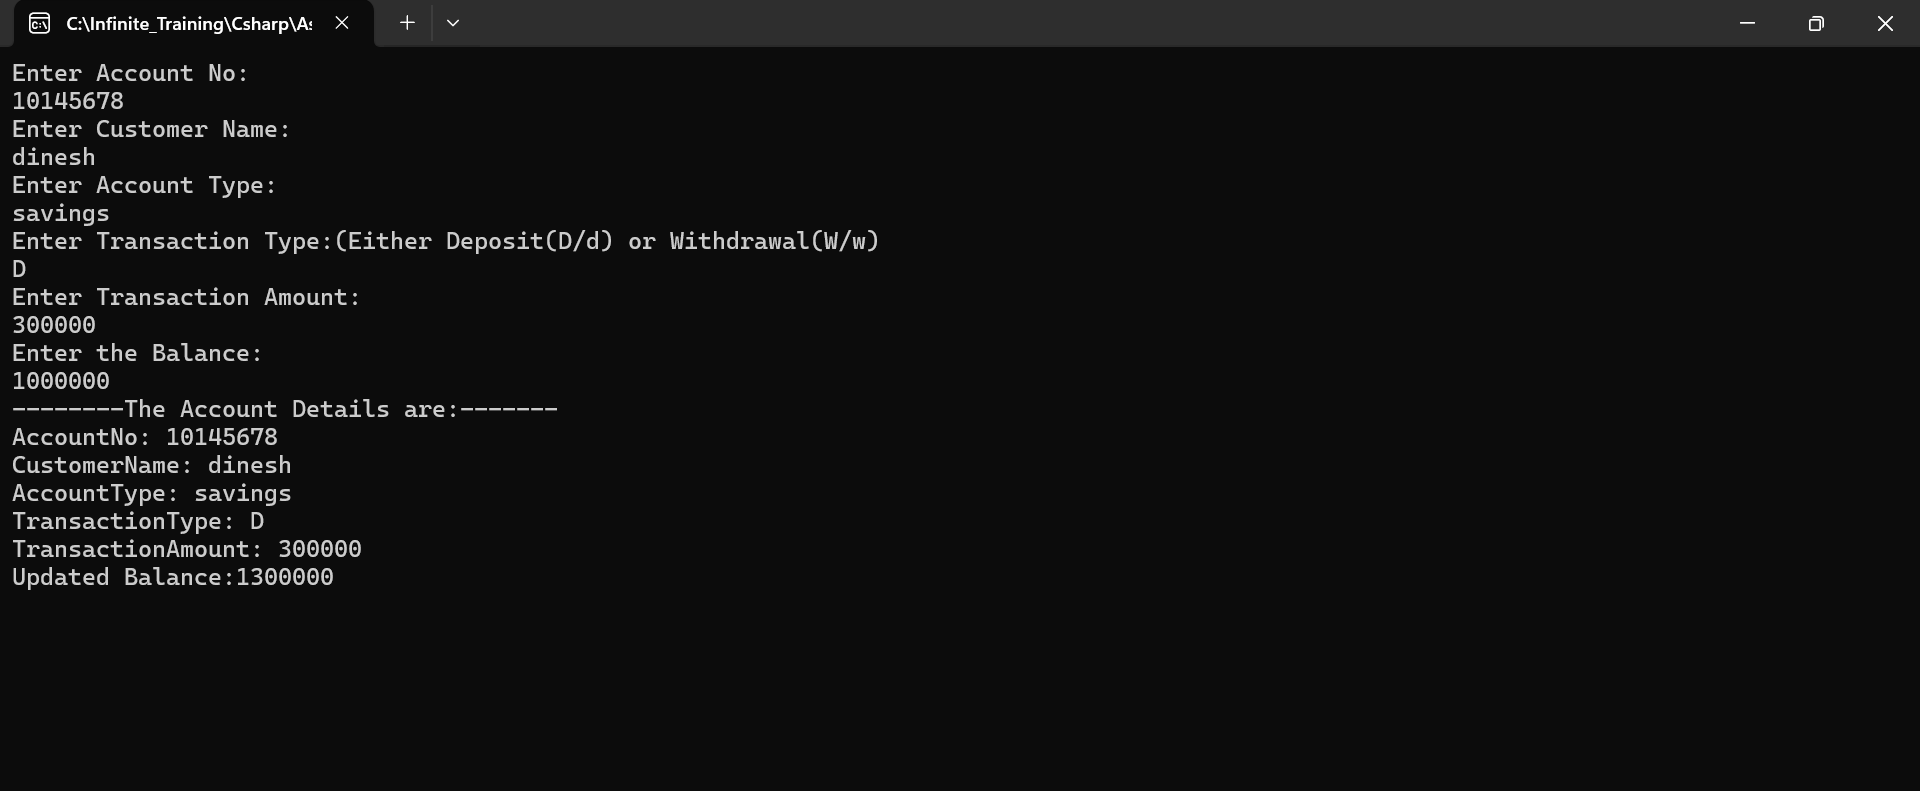 C:\Infinite_Training\Csharp\As
Enter Account No:
10145678
Enter Customer Name:
dinesh
Enter Account Type:
savings
Enter Transaction Type:(Either Deposit(D/d) or Withdrawal(W/w)
D
Enter Transaction Amount:
300000
Enter the Balance:
1000000
--------The Account Details are:-------
AccountNo: 10145678
CustomerName: dinesh
AccountType: savings
TransactionType: D
TransactionAmount: 300000
Updated Balance:1300000